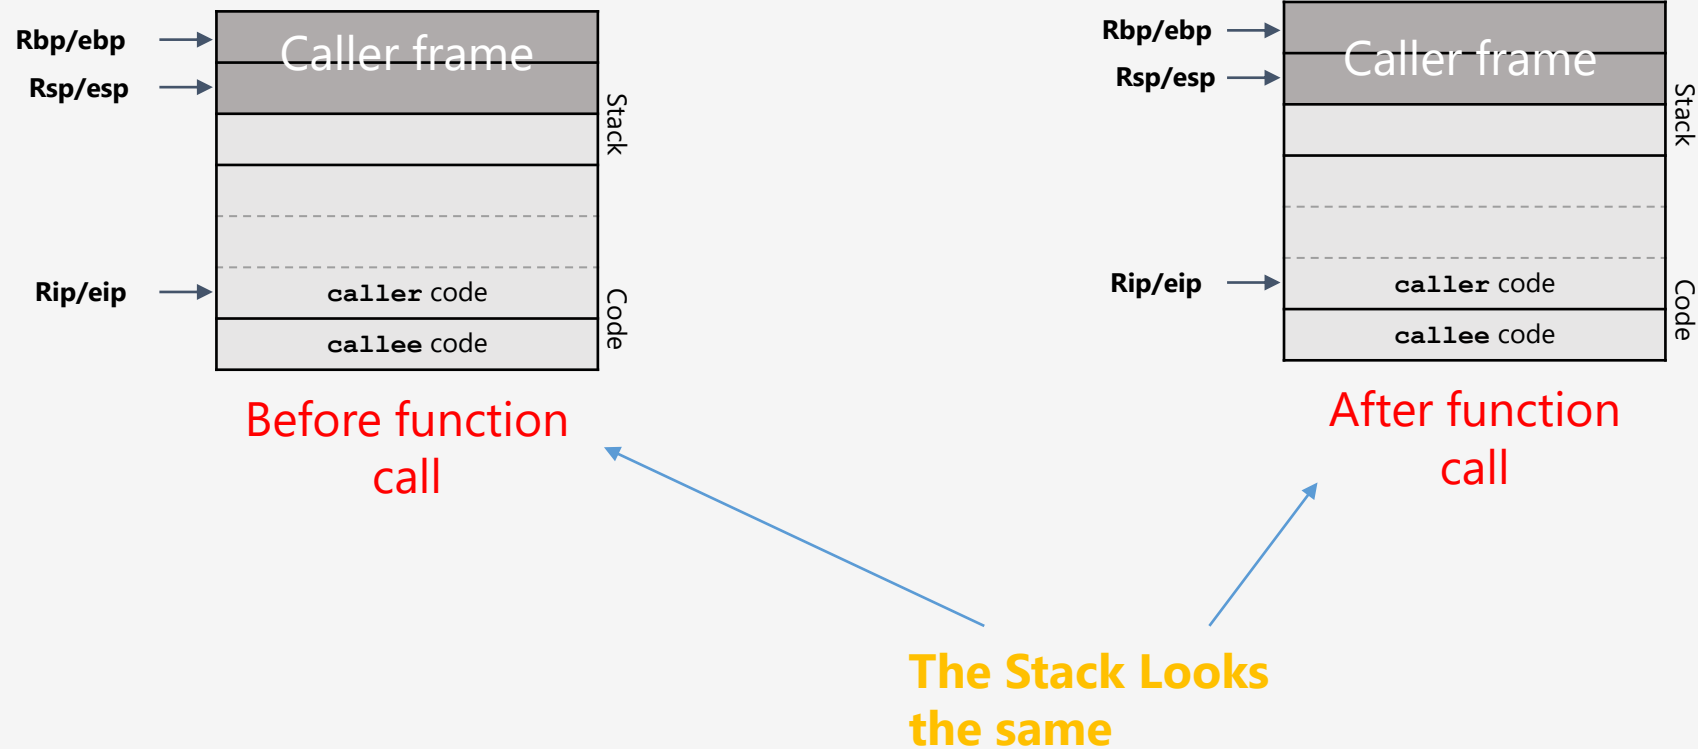 Rbp/ebp
Rsp/esp
Caller frame
Stack
Rip/eip
caller code
callee code
Code
Before function
call
Rbp/ebp
Rsp/esp
Caller frame
Stack
Rip/eip
caller code
callee code
Code
After function
call
The Stack Looks
the same